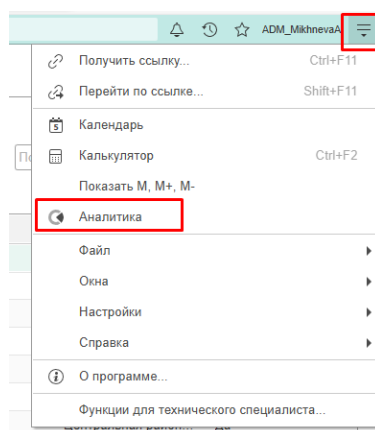 ADM_MikhnevaA
Получить ссылку... Ctrl+F11
Перейти по ссылке... Shift+F11
5 Календарь
Калькулятор Ctrl+F2
Показать M, M+, M-
Аналитика
Файл
Окна
Настройки
Справка
О программе...
Функции для технического специалиста...